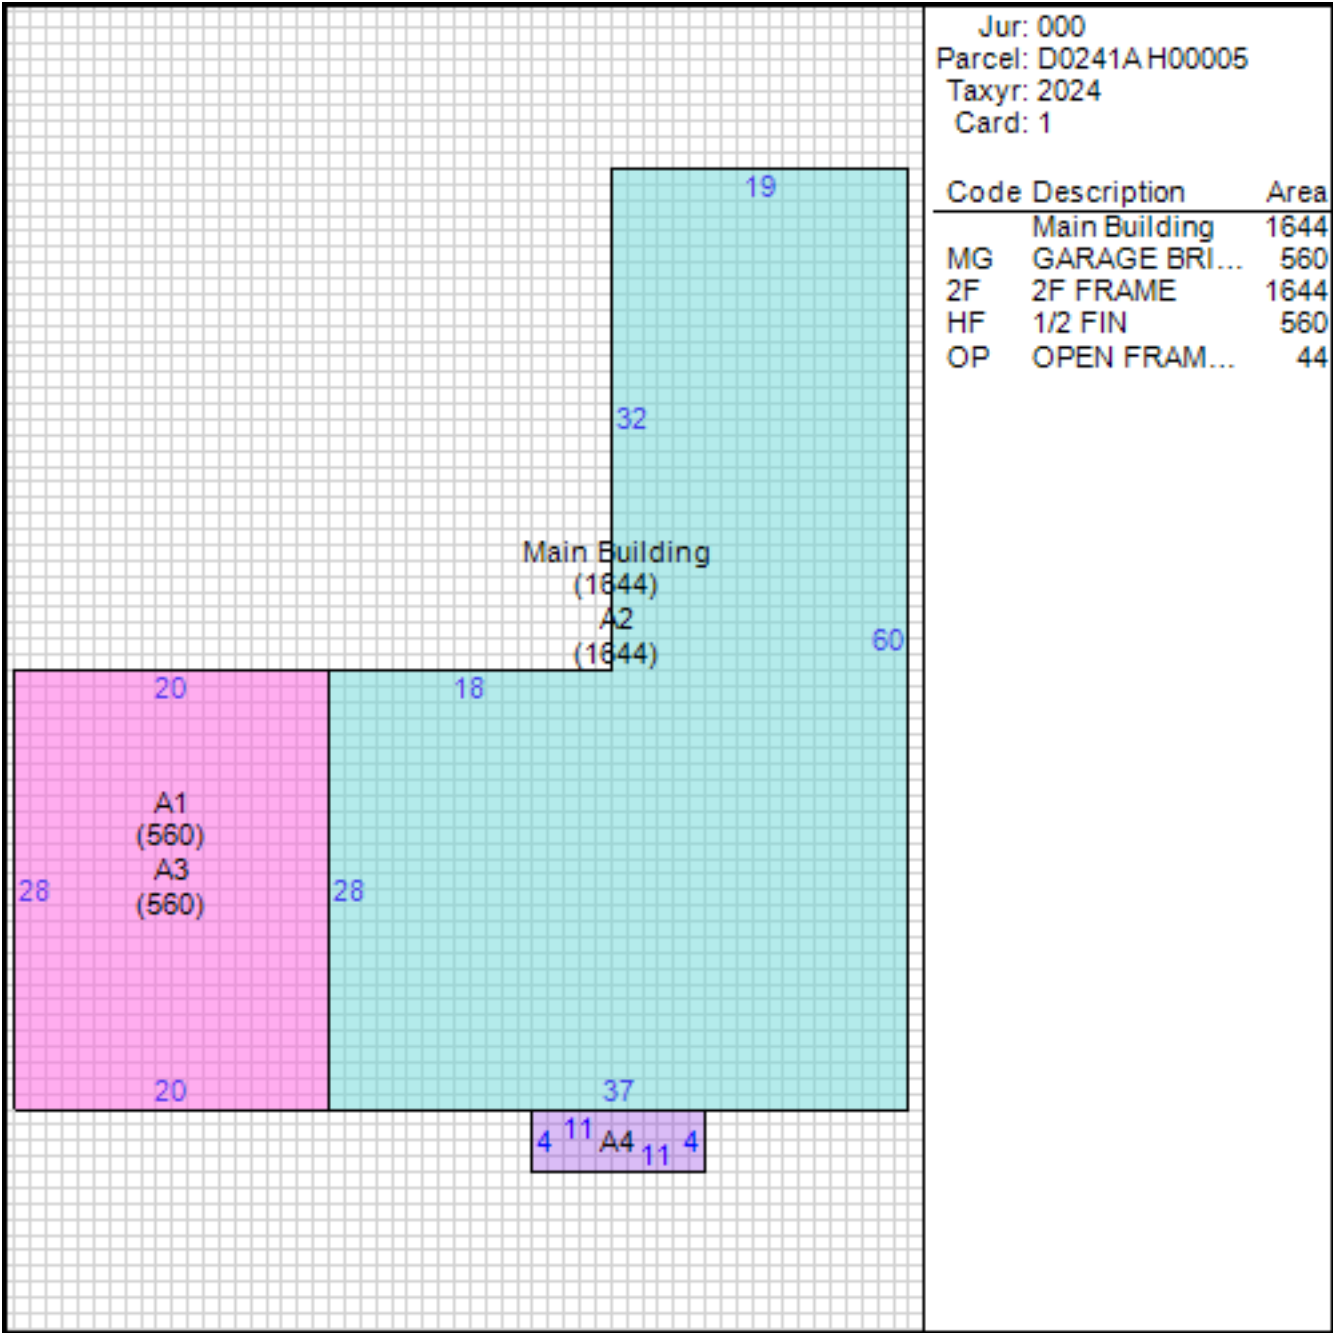 Jur: 000
Parcel: D0241A H00005
Taxyr: 2024
Card: 1
Code Description Area
Main Building 1644
MG GARAGE BRI... 560
2F 2F FRAME 1644
HF 1/2 FIN 560
OP OPEN FRAM... 44
19
32
Main Building
(1644)
A2
(1644)
60
20
18
A1
(560)
A3
(560)
28
28
20
37
4 11 A4 11 4